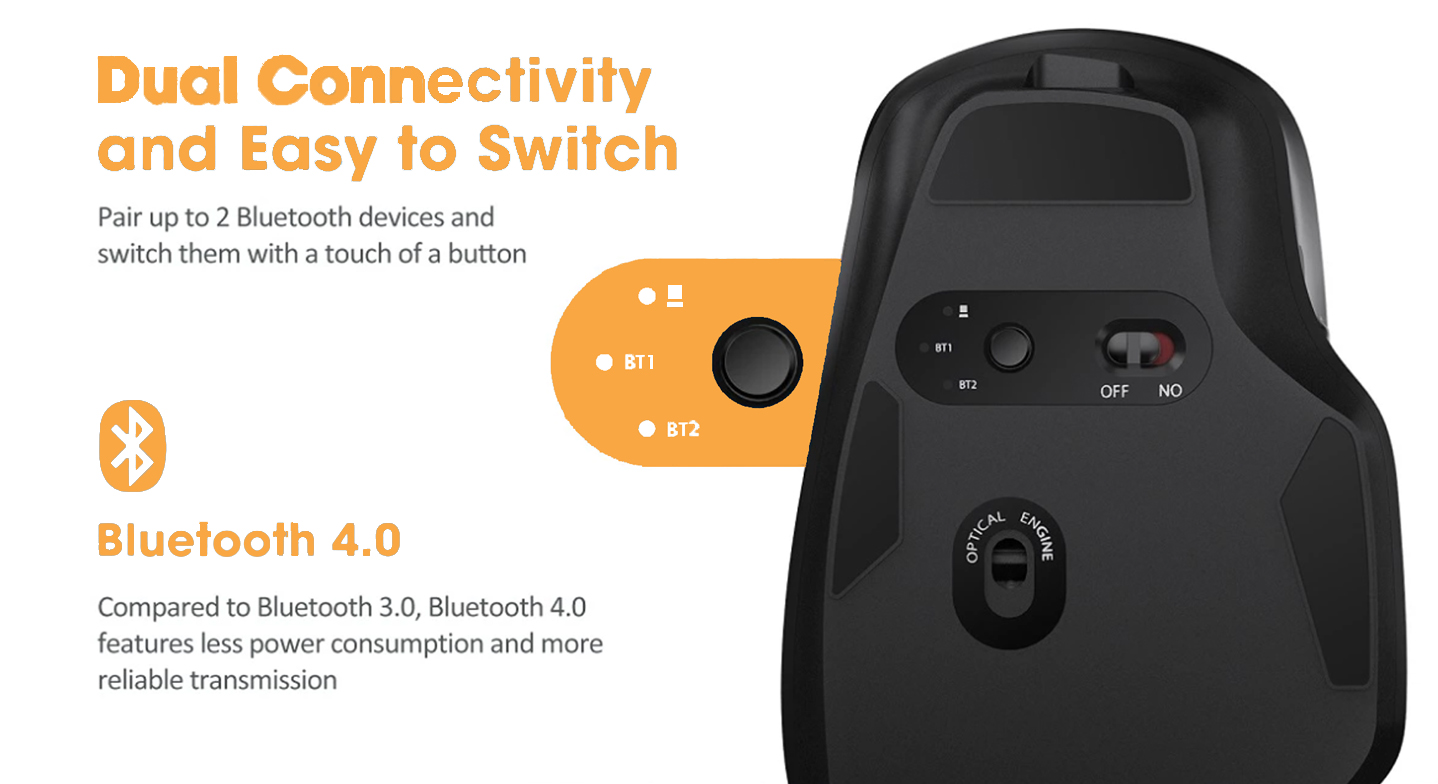 Dual Connectivity
and Easy to Switch
Pair up to 2 Bluetooth devices and
switch them with a touch of a button
BT1
BT2
BT1
BT2
OFF NO
OPTICAL ENGINE
Bluetooth 4.0
Compared to Bluetooth 3.0, Bluetooth 4.0
features less power consumption and more
reliable transmission